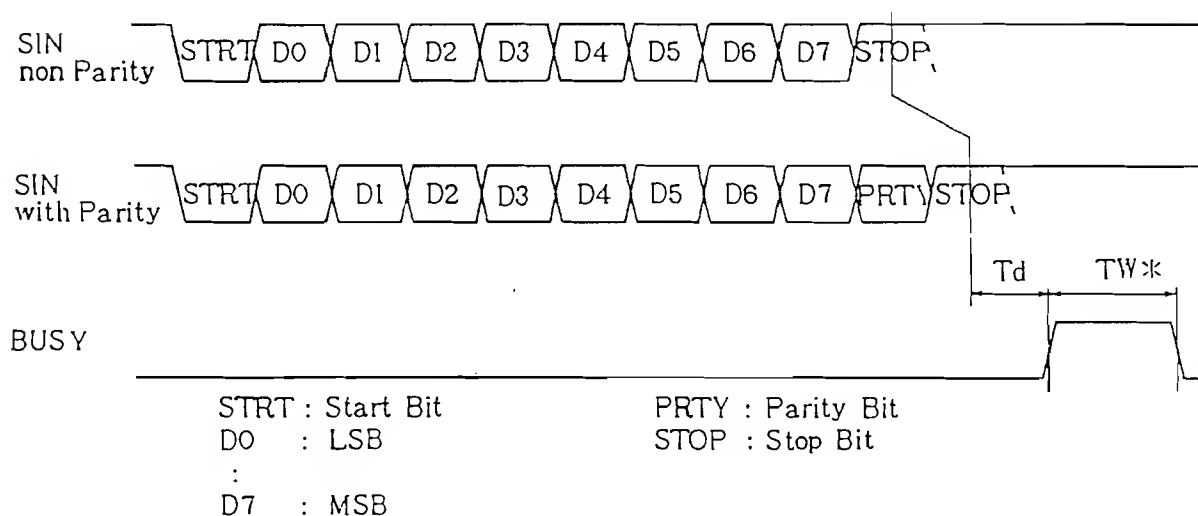 SIN
non Parity
STRT D0 D1 D2 D3 D4 D5 D6 D7 STOP
SIN
with Parity
STRT D0 D1 D2 D3 D4 D5 D6 D7 PRTY STOP
Td TW*
BUSY
STRT : Start Bit PRTY : Parity Bit
D0 : LSB STOP : Stop Bit
:
D7 : MSB